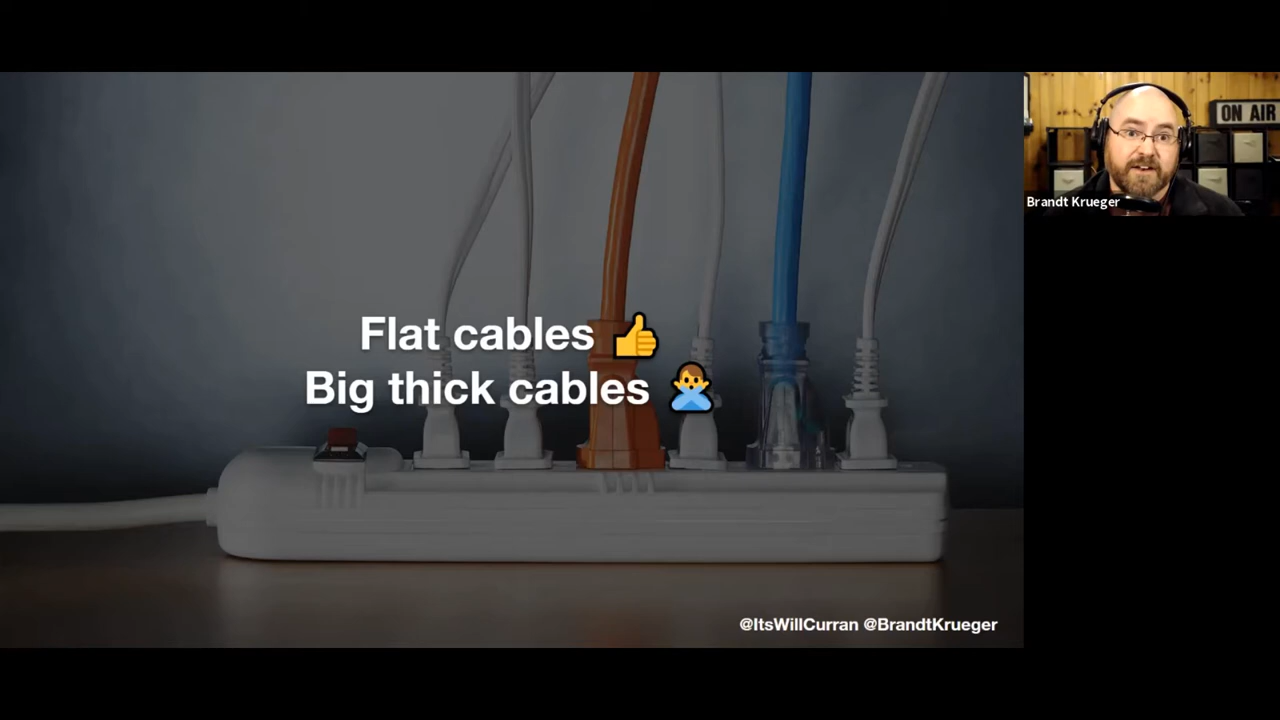 Flat cables 👍
Big thick cables 🙅‍♂️
@ItsWillCurran @BrandtKrueger
ON AIR
Brandt Krueger